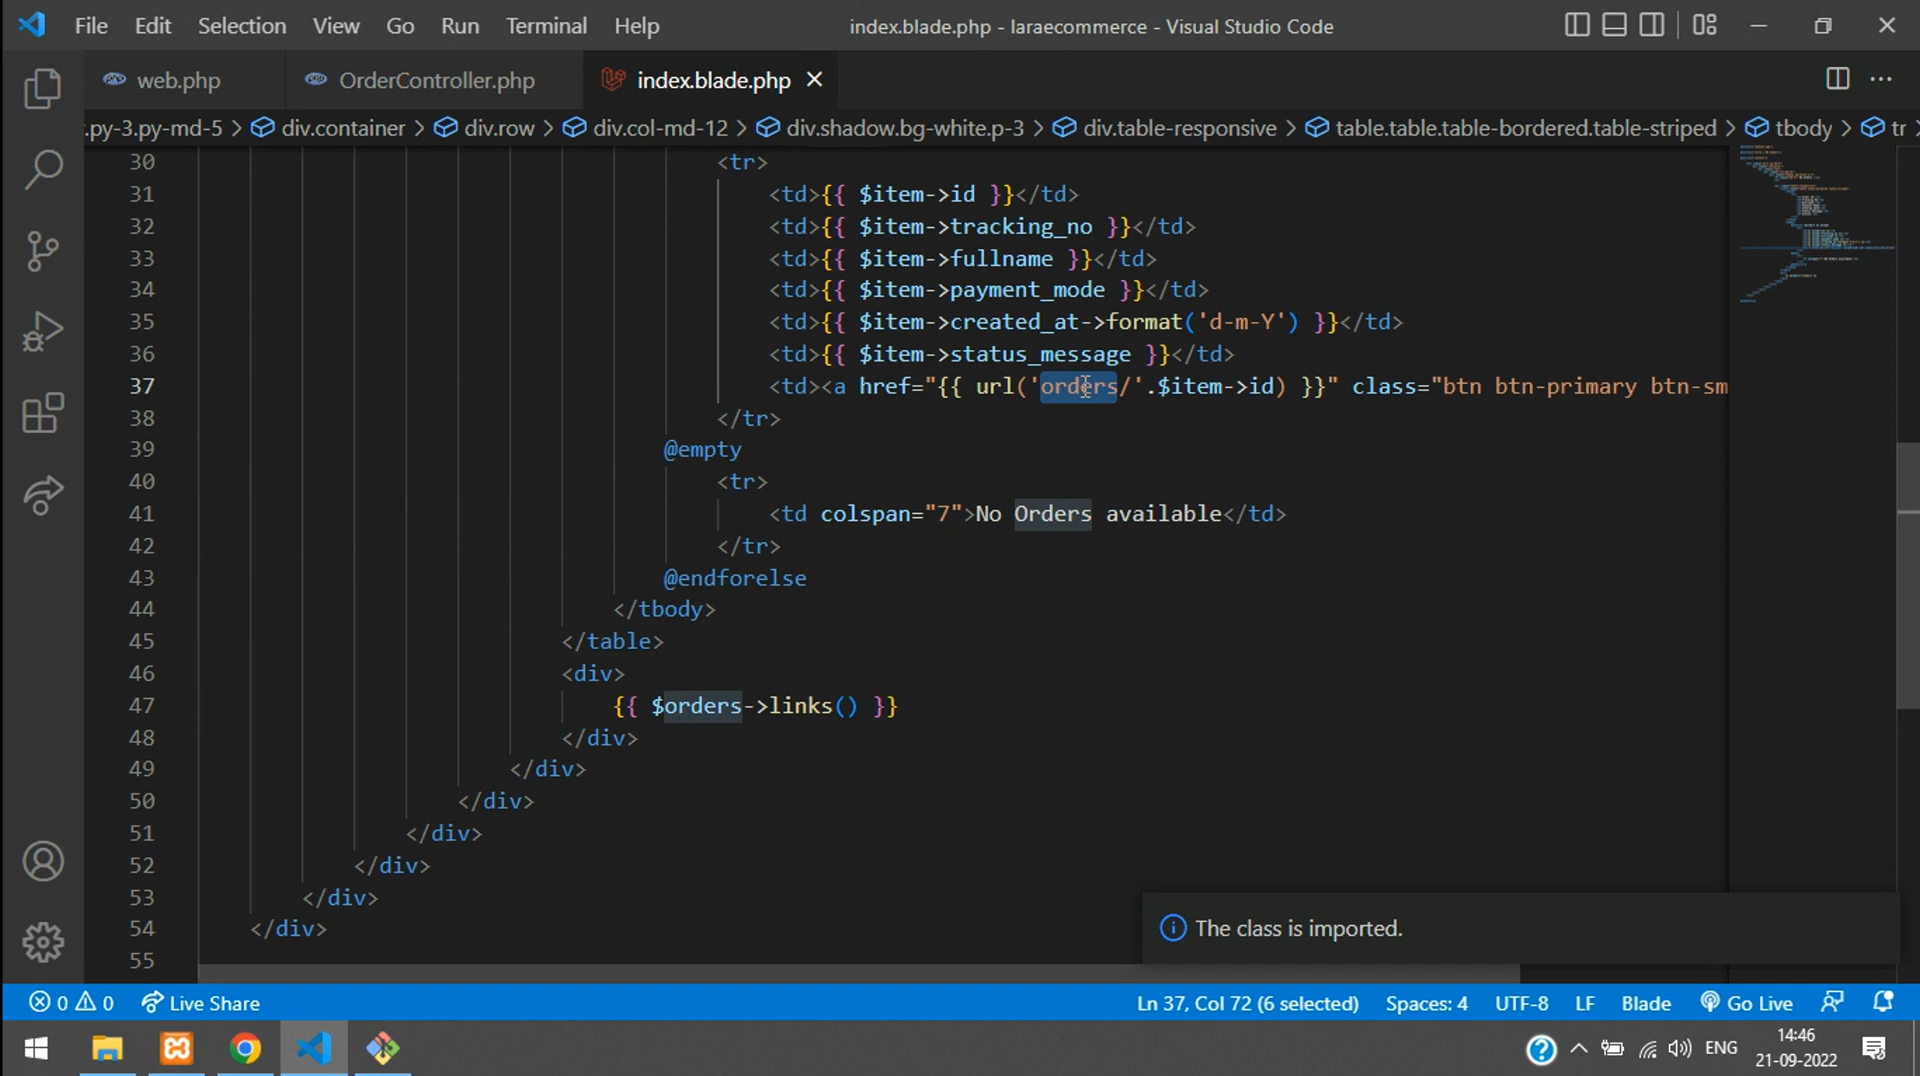 File Edit Selection View Go Run Terminal Help index.blade.php - laraecommerce - Visual Studio Code
web.php OrderController.php index.blade.php
.py-3.py-md-5 > div.container > div.row > div.col-md-12 > div.shadow.bg-white.p-3 > div.table-responsive > table.table.table-bordered.table-striped > tbody > tr >
30 <tr>
31 <td>{{ $item->id }}</td>
32 <td>{{ $item->tracking_no }}</td>
33 <td>{{ $item->fullname }}</td>
34 <td>{{ $item->payment_mode }}</td>
35 <td>{{ $item->created_at->format('d-m-Y') }}</td>
36 <td>{{ $item->status_message }}</td>
37 <td><a href="{{ url('orders/'.$item->id) }}" class="btn btn-primary btn-sm
38 </tr>
39 @empty
40 <tr>
41 <td colspan="7">No Orders available</td>
42 </tr>
43 @endforelse
44 </tbody>
45 </table>
46 <div>
47 {{ $orders->links() }}
48 </div>
49 </div>
50 </div>
51 </div>
52 </div>
53 </div>
54 </div>
55
The class is imported.
0 0 Live Share Ln 37, Col 72 (6 selected) Spaces: 4 UTF-8 LF Blade Go Live
ENG 14:46
21-09-2022